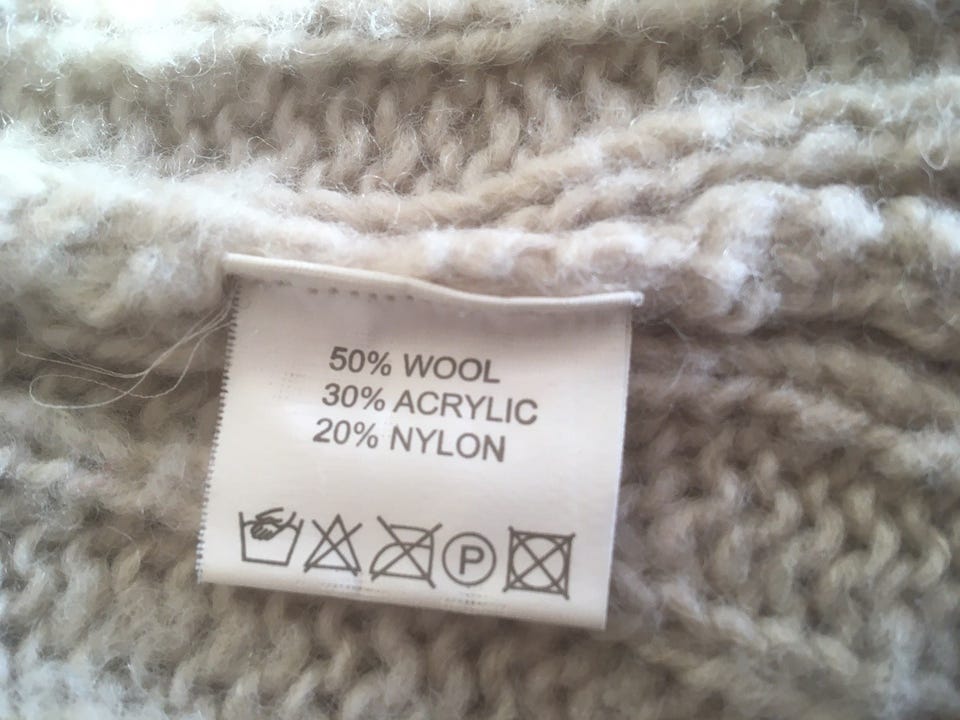 50% WOOL
30% ACRYLIC
20% NYLON
P